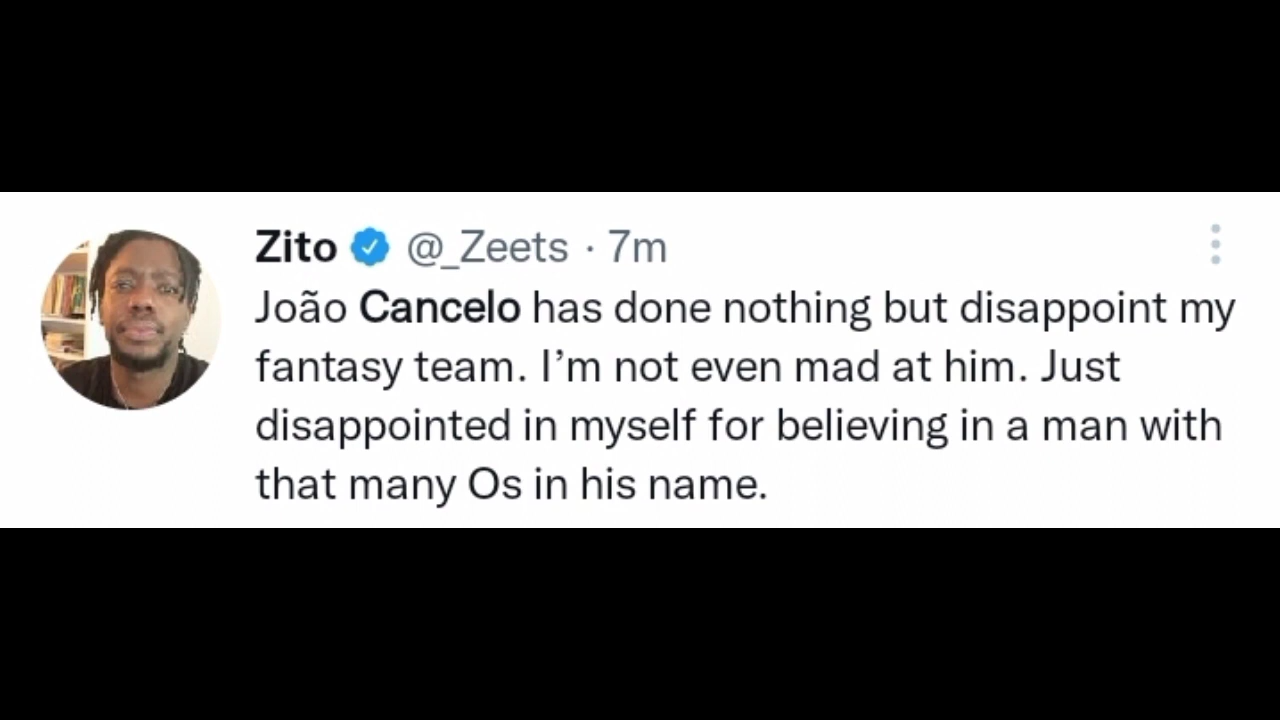 Zito @_Zeets · 7m
João Cancelo has done nothing but disappoint my
fantasy team. I’m not even mad at him. Just
disappointed in myself for believing in a man with
that many Os in his name.